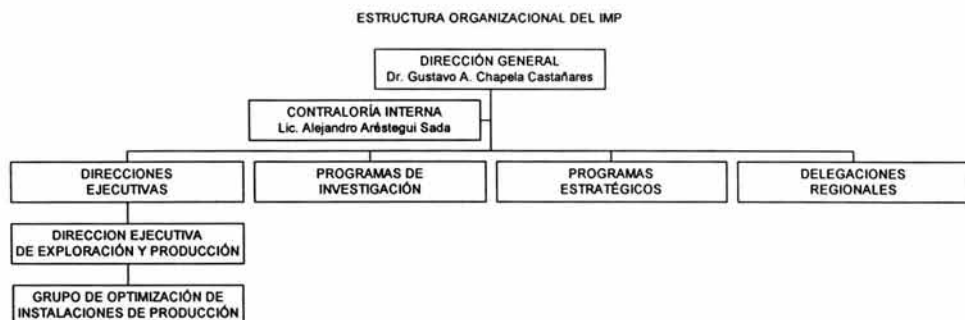 ESTRUCTURA ORGANIZACIONAL DEL IMP
DIRECCIÓN GENERAL
Dr. Gustavo A. Chapela Castañares
CONTRALORÍA INTERNA
Lic. Alejandro Aréstegui Sada
DIRECCIONES
EJECUTIVAS
PROGRAMAS DE
INVESTIGACIÓN
PROGRAMAS
ESTRATÉGICOS
DELEGACIONES
REGIONALES
DIRECCION EJECUTIVA
DE EXPLORACIÓN Y PRODUCCIÓN
GRUPO DE OPTIMIZACIÓN DE
INSTALACIONES DE PRODUCCIÓN